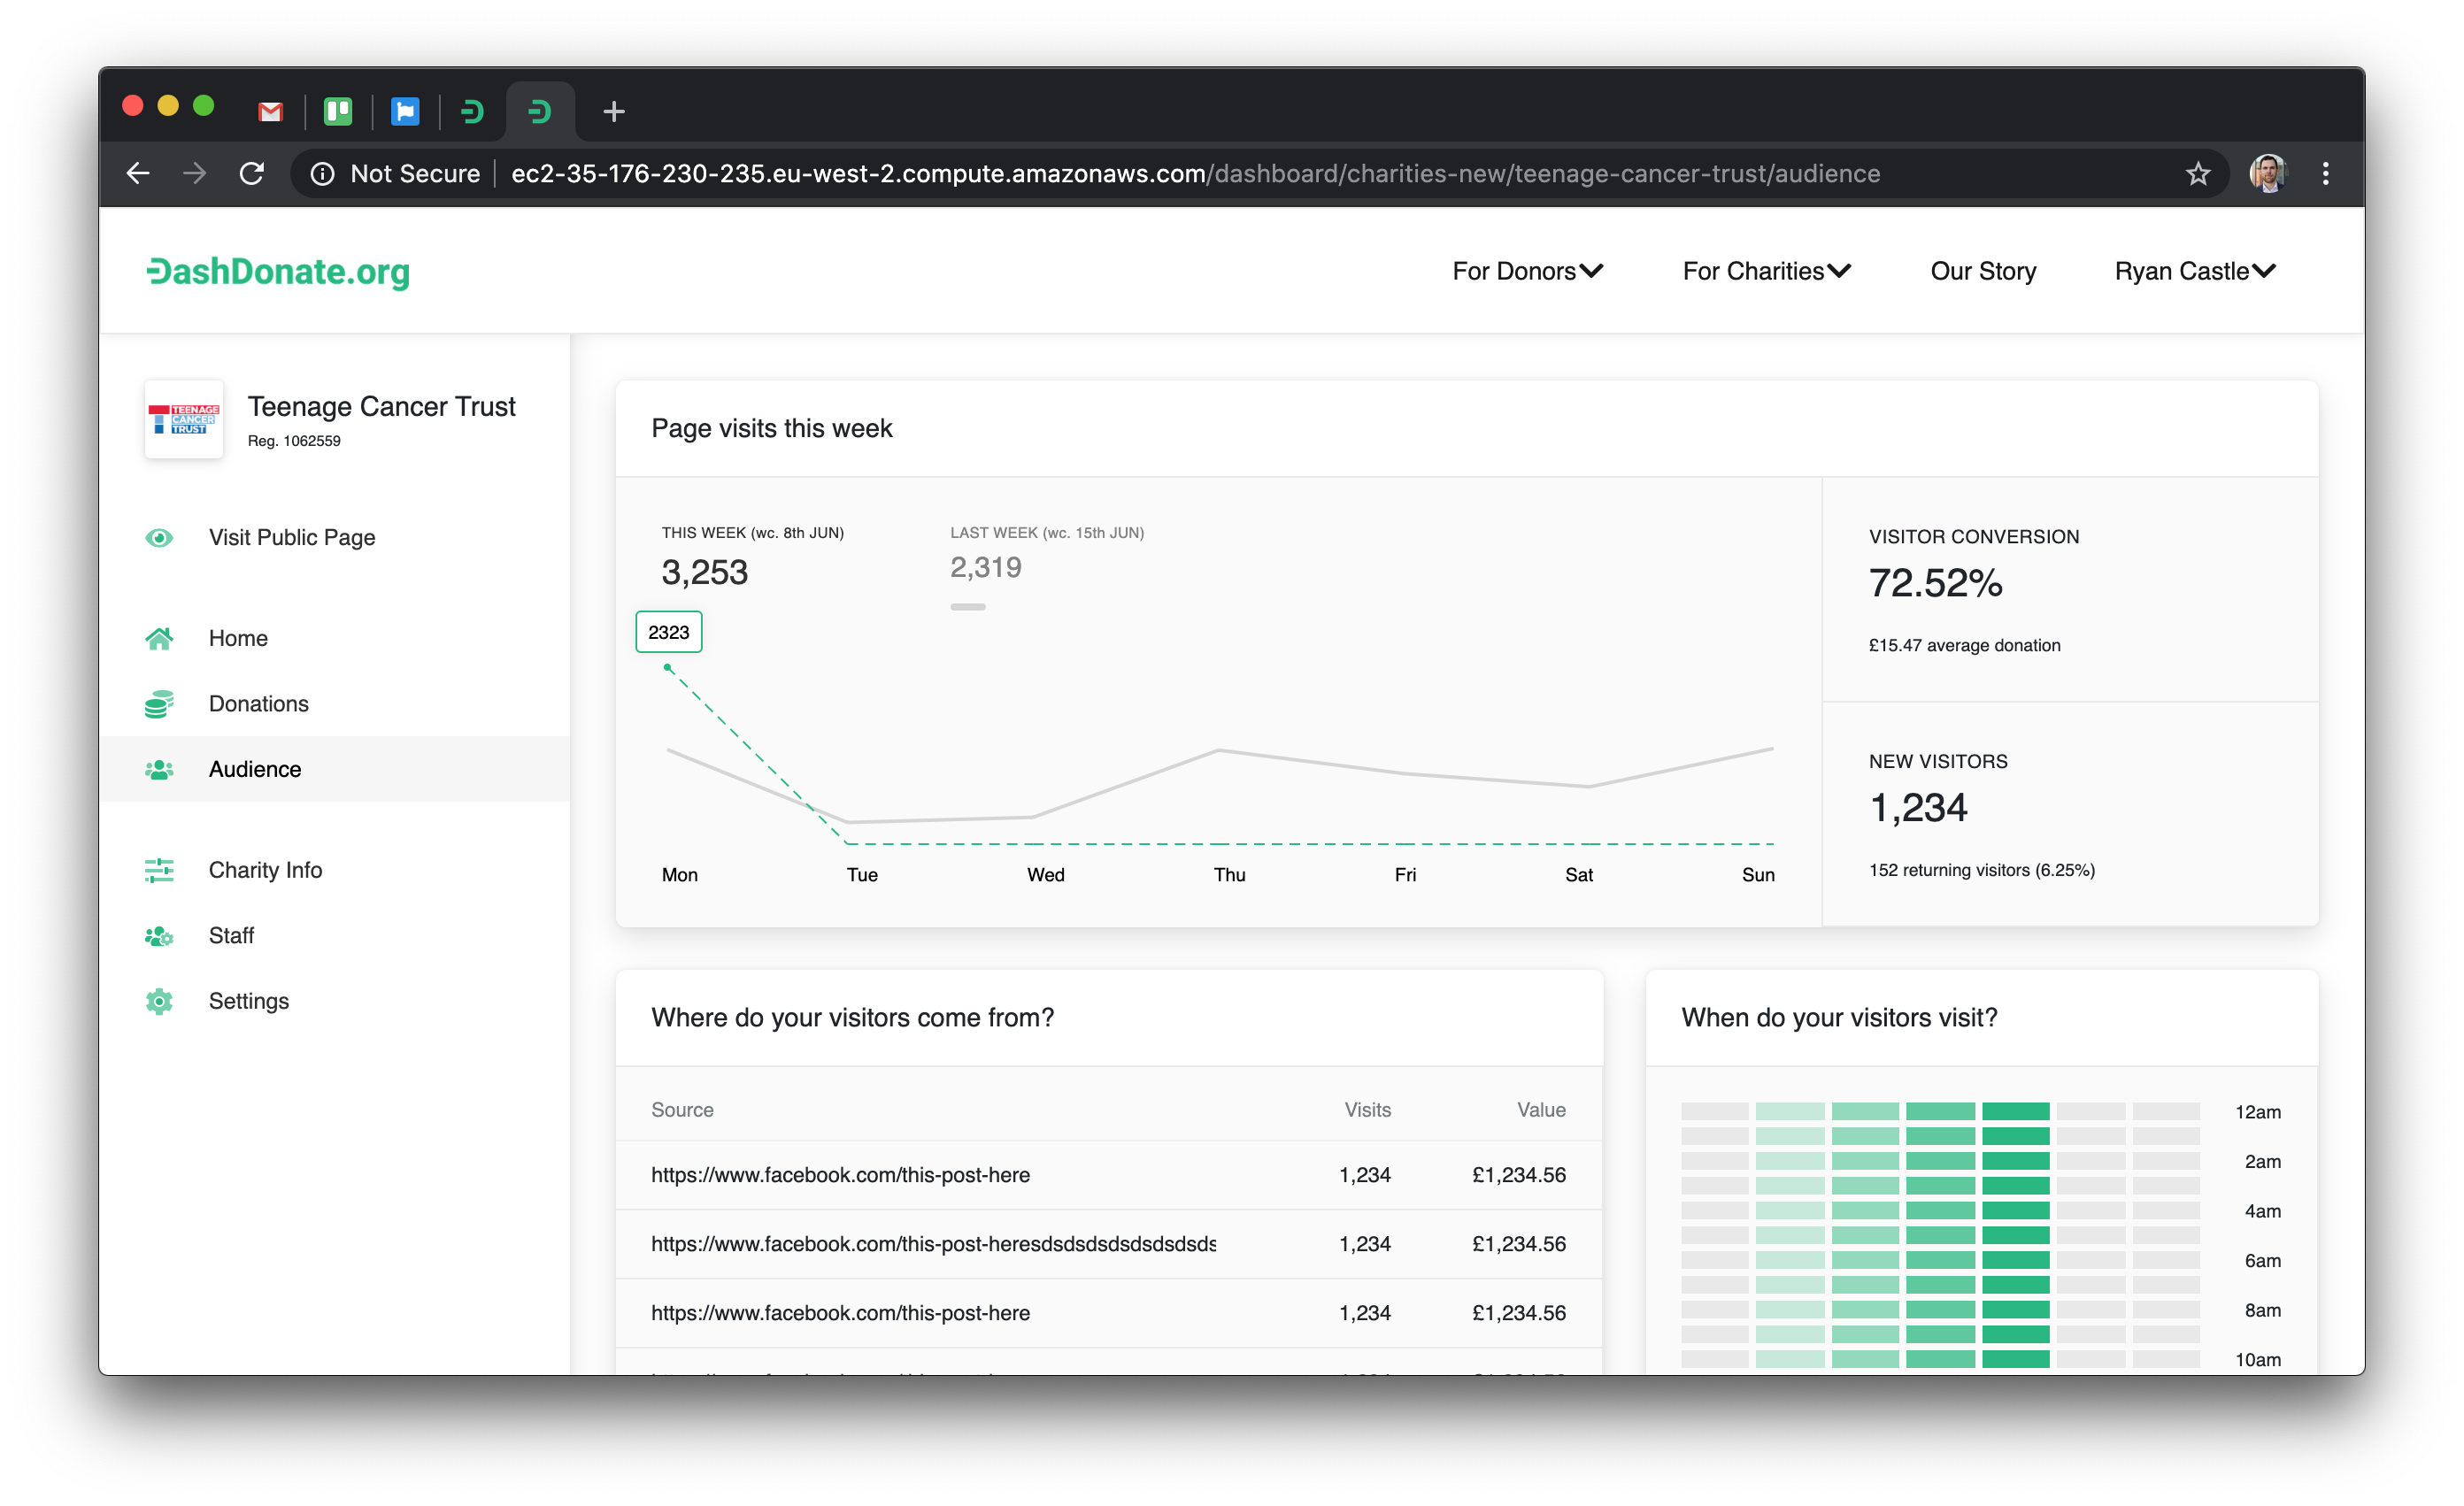 Not Secure
ec2-35-176-230-235.eu-west-2.compute.amazonaws.com/dashboard/charities-new/teenage-cancer-trust/audience
DashDonate.org
For Donors
For Charities
Our Story
Ryan Castle
TEENAGE
CANCER
TRUST
Teenage Cancer Trust
Reg. 1062559
Visit Public Page
Home
Donations
Audience
Charity Info
Staff
Settings
Page visits this week
THIS WEEK (wc. 8th JUN)
3,253
LAST WEEK (wc. 15th JUN)
2,319
2323
Mon
Tue
Wed
Thu
Fri
Sat
Sun
VISITOR CONVERSION
72.52%
£15.47 average donation
NEW VISITORS
1,234
152 returning visitors (6.25%)
Where do your visitors come from?
Source Visits Value
https://www.facebook.com/this-post-here 1,234 £1,234.56
https://www.facebook.com/this-post-heresdsdsdsdsdsdsdsds 1,234 £1,234.56
https://www.facebook.com/this-post-here 1,234 £1,234.56
When do your visitors visit?
12am
2am
4am
6am
8am
10am